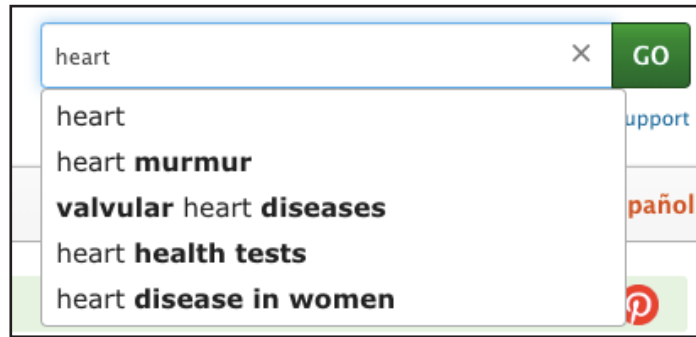 heart × GO
heart
upport
heart murmur
valvular heart diseases
pañol
heart health tests
heart disease in women